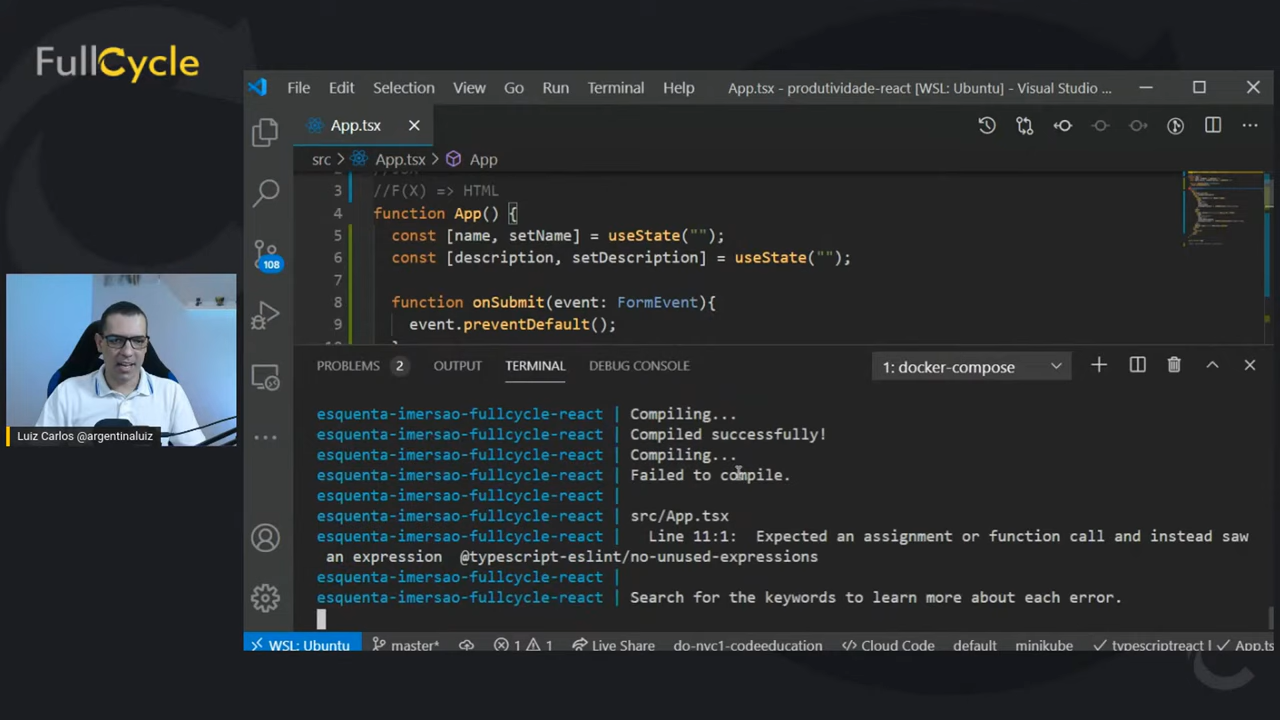 FullCycle
File Edit Selection View Go Run Terminal Help App.tsx - produtividade-react [WSL: Ubuntu] - Visual Studio ...
App.tsx
src > App.tsx > App
3 //F(X) => HTML
4 function App() {
5 const [name, setName] = useState("");
6 const [description, setDescription] = useState("");
7
8 function onSubmit(event: FormEvent){
9 event.preventDefault();
108
PROBLEMS 2 OUTPUT TERMINAL DEBUG CONSOLE 1: docker-compose
esquenta-imersao-fullcycle-react | Compiling...
esquenta-imersao-fullcycle-react | Compiled successfully!
esquenta-imersao-fullcycle-react | Compiling...
esquenta-imersao-fullcycle-react | Failed to compile.
esquenta-imersao-fullcycle-react |
esquenta-imersao-fullcycle-react | src/App.tsx
esquenta-imersao-fullcycle-react | Line 11:1: Expected an assignment or function call and instead saw
an expression @typescript-eslint/no-unused-expressions
esquenta-imersao-fullcycle-react |
esquenta-imersao-fullcycle-react | Search for the keywords to learn more about each error.
Luiz Carlos @argentinaluiz
WSL: Ubuntu master* 1 1 Live Share do-nyc1-codeeducation Cloud Code default minikube typescriptreact App.ts